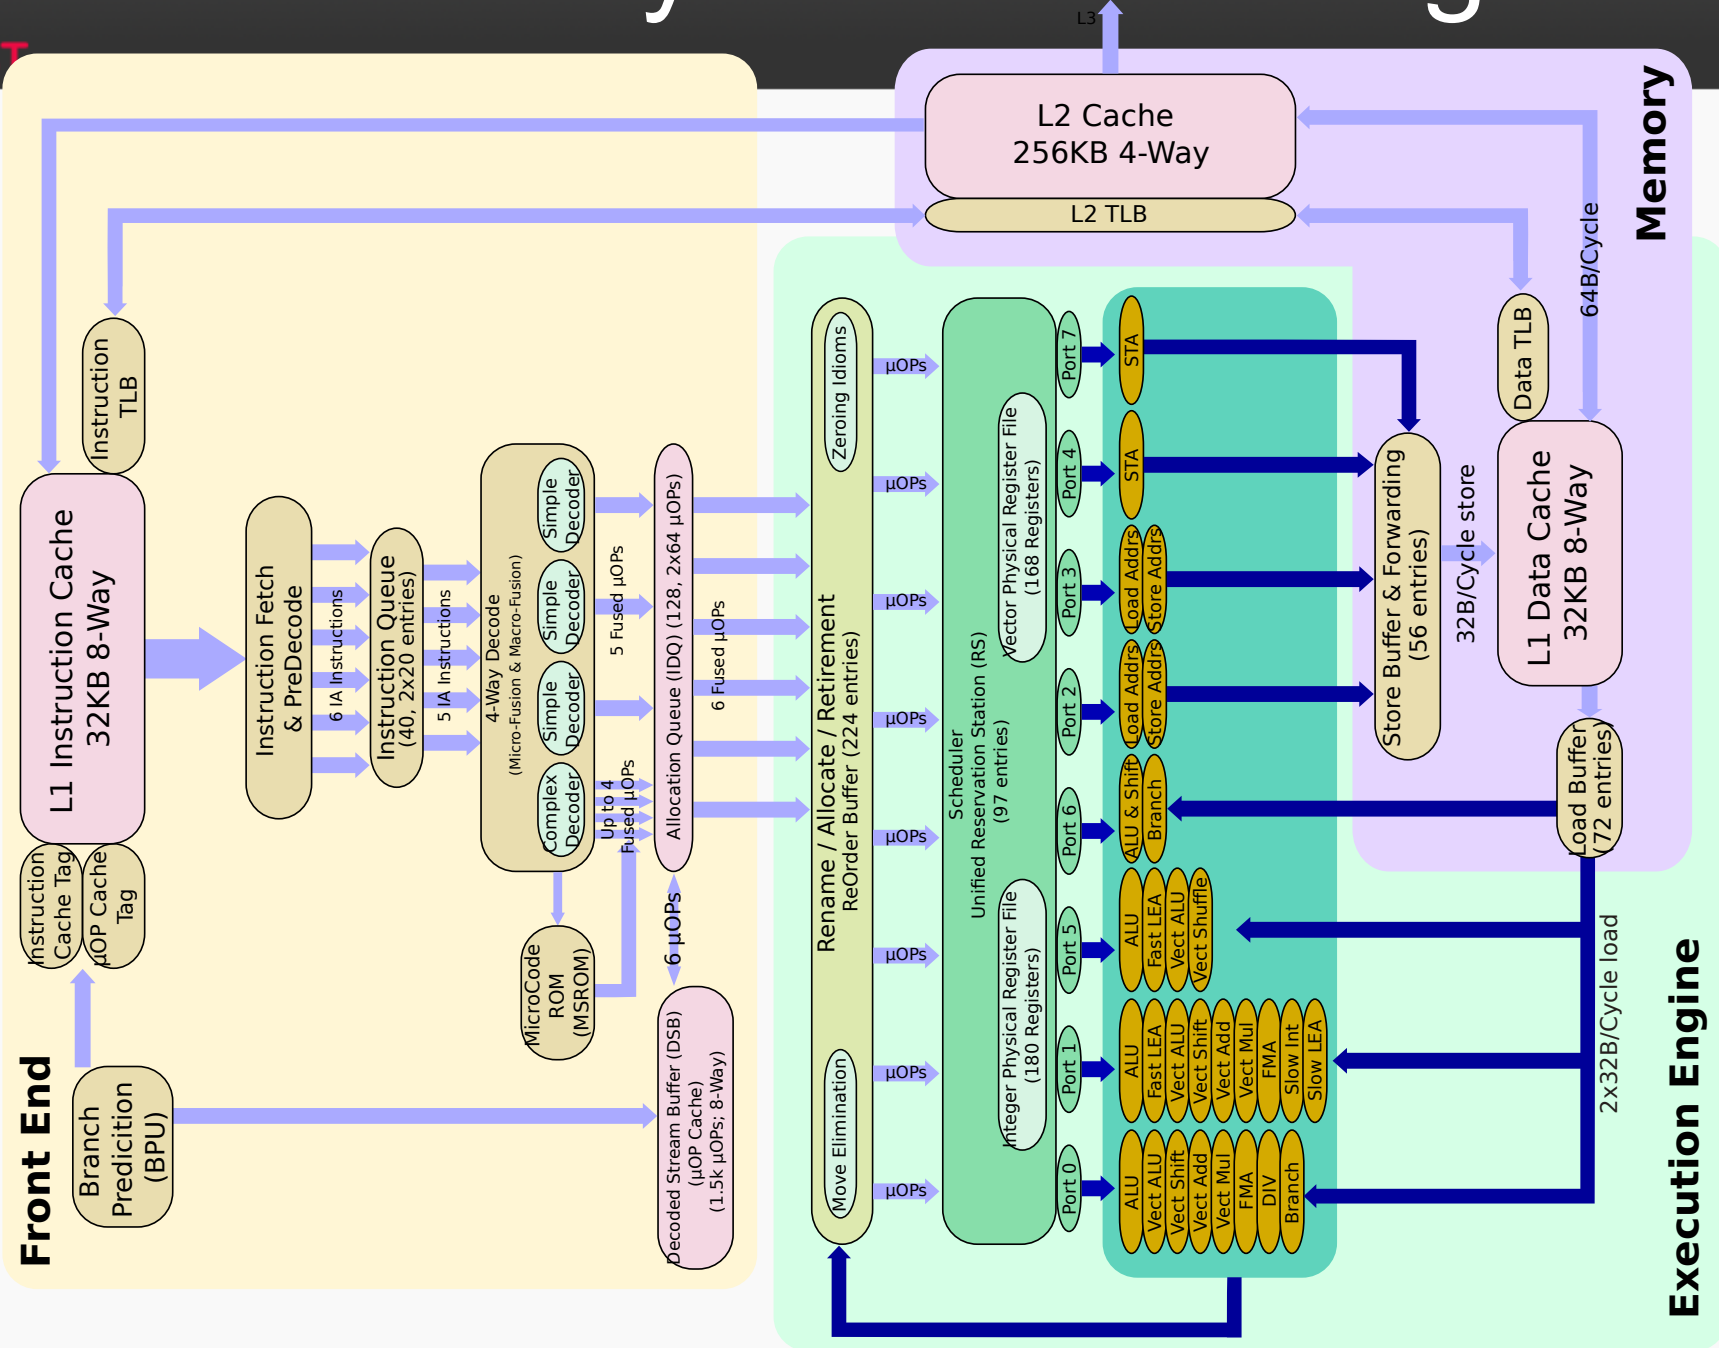 L3
T
L2 Cache
256KB 4-Way
L2 TLB
Memory
64B/Cycle
Data TLB
L1 Data Cache
32KB 8-Way
32B/Cycle store
Store Buffer & Forwarding
(56 entries)
Load Buffer
(72 entries)
2x32B/Cycle load
Front End
Instruction
TLB
L1 Instruction Cache
32KB 8-Way
Instruction
Cache Tag
µOP Cache
Tag
Branch
Predicition
(BPU)
Instruction Fetch
& PreDecode
6 IA Instructions
Instruction Queue
(40, 2x20 entries)
5 IA Instructions
4-Way Decode
(Micro-Fusion & Macro-Fusion)
Simple
Decoder
Simple
Decoder
Simple
Decoder
Complex
Decoder
5 Fused µOPs
Up to 4
Fused µOPs
MicroCode
ROM
(MSROM)
Allocation Queue (IDQ) (128, 2x64 µOPs)
6 µOPs
Decoded Stream Buffer (DSB)
(µOP Cache)
(1.5k µOPs; 8-Way)
6 Fused µOPs
Execution Engine
Rename / Allocate / Retirement
ReOrder Buffer (224 entries)
Zeroing Idioms
Move Elimination
µOPs
µOPs
µOPs
µOPs
µOPs
µOPs
µOPs
µOPs
Scheduler
Unified Reservation Station (RS)
(97 entries)
Vector Physical Register File
(168 Registers)
Integer Physical Register File
(180 Registers)
Port 7
STA
Port 4
STA
Port 3
Load Addrs
Store Addrs
Port 2
Load Addrs
Store Addrs
Port 6
ALU & Shift
Branch
Port 5
ALU
Fast LEA
Vect ALU
Vect Shuffle
Port 1
ALU
Fast LEA
Vect ALU
Vect Shift
Vect Add
Vect Mul
FMA
Slow Int
Slow LEA
Port 0
ALU
Vect ALU
Vect Shift
Vect Add
Vect Mul
FMA
DIV
Branch